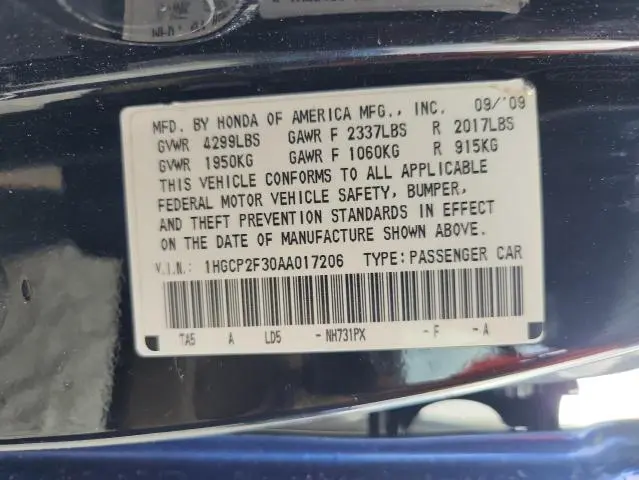 MFD. BY HONDA OF AMERICA MFG., INC. 09/'09
GVWR 4299LBS GAWR F 2337LBS R 2017LBS
GVWR 1950KG GAWR F 1060KG R 915KG
THIS VEHICLE CONFORMS TO ALL APPLICABLE
FEDERAL MOTOR VEHICLE SAFETY, BUMPER,
AND THEFT PREVENTION STANDARDS IN EFFECT
ON THE DATE OF MANUFACTURE SHOWN ABOVE.
V.I.N.: 1HGCP2F30AA017206 TYPE: PASSENGER CAR
TA5 A LD5 -NH731PX -F -A